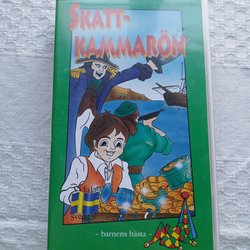 SKATT-
KAMMARÖN
- barnens bästa -